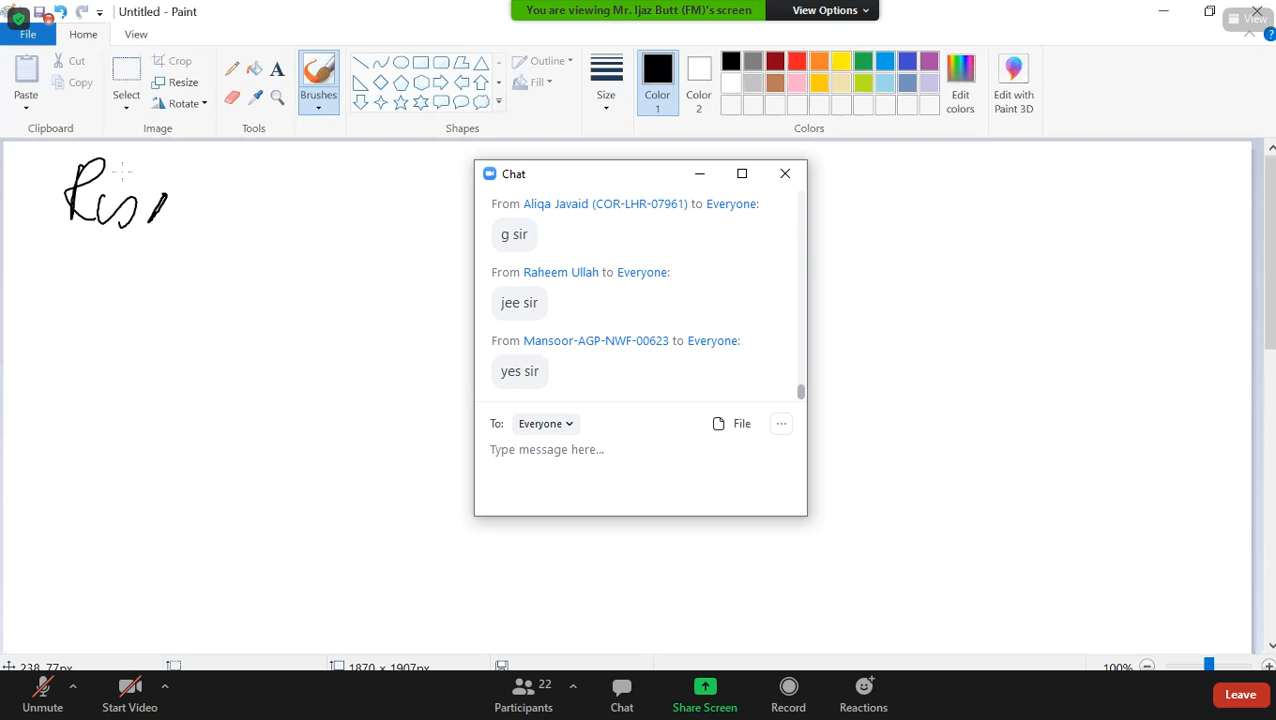 Untitled - Paint
You are viewing Mr. Ijaz Butt (FM)'s screen
View Options
View
File
Home
View
Paste
Cut
Copy
Clipboard
Select
Crop
Resize
Rotate
Image
Tools
Brushes
Shapes
Outline
Fill
Size
Color 1
Color 2
Edit colors
Edit with Paint 3D
Colors
Chat
From Aliqa Javaid (COR-LHR-07961) to Everyone:
g sir
From Raheem Ullah to Everyone:
jee sir
From Mansoor-AGP-NWF-00623 to Everyone:
yes sir
To: Everyone
File
Type message here...
238, 77px
1870 × 1907px
100%
Unmute
Start Video
22
Participants
Chat
Share Screen
Record
Reactions
Leave